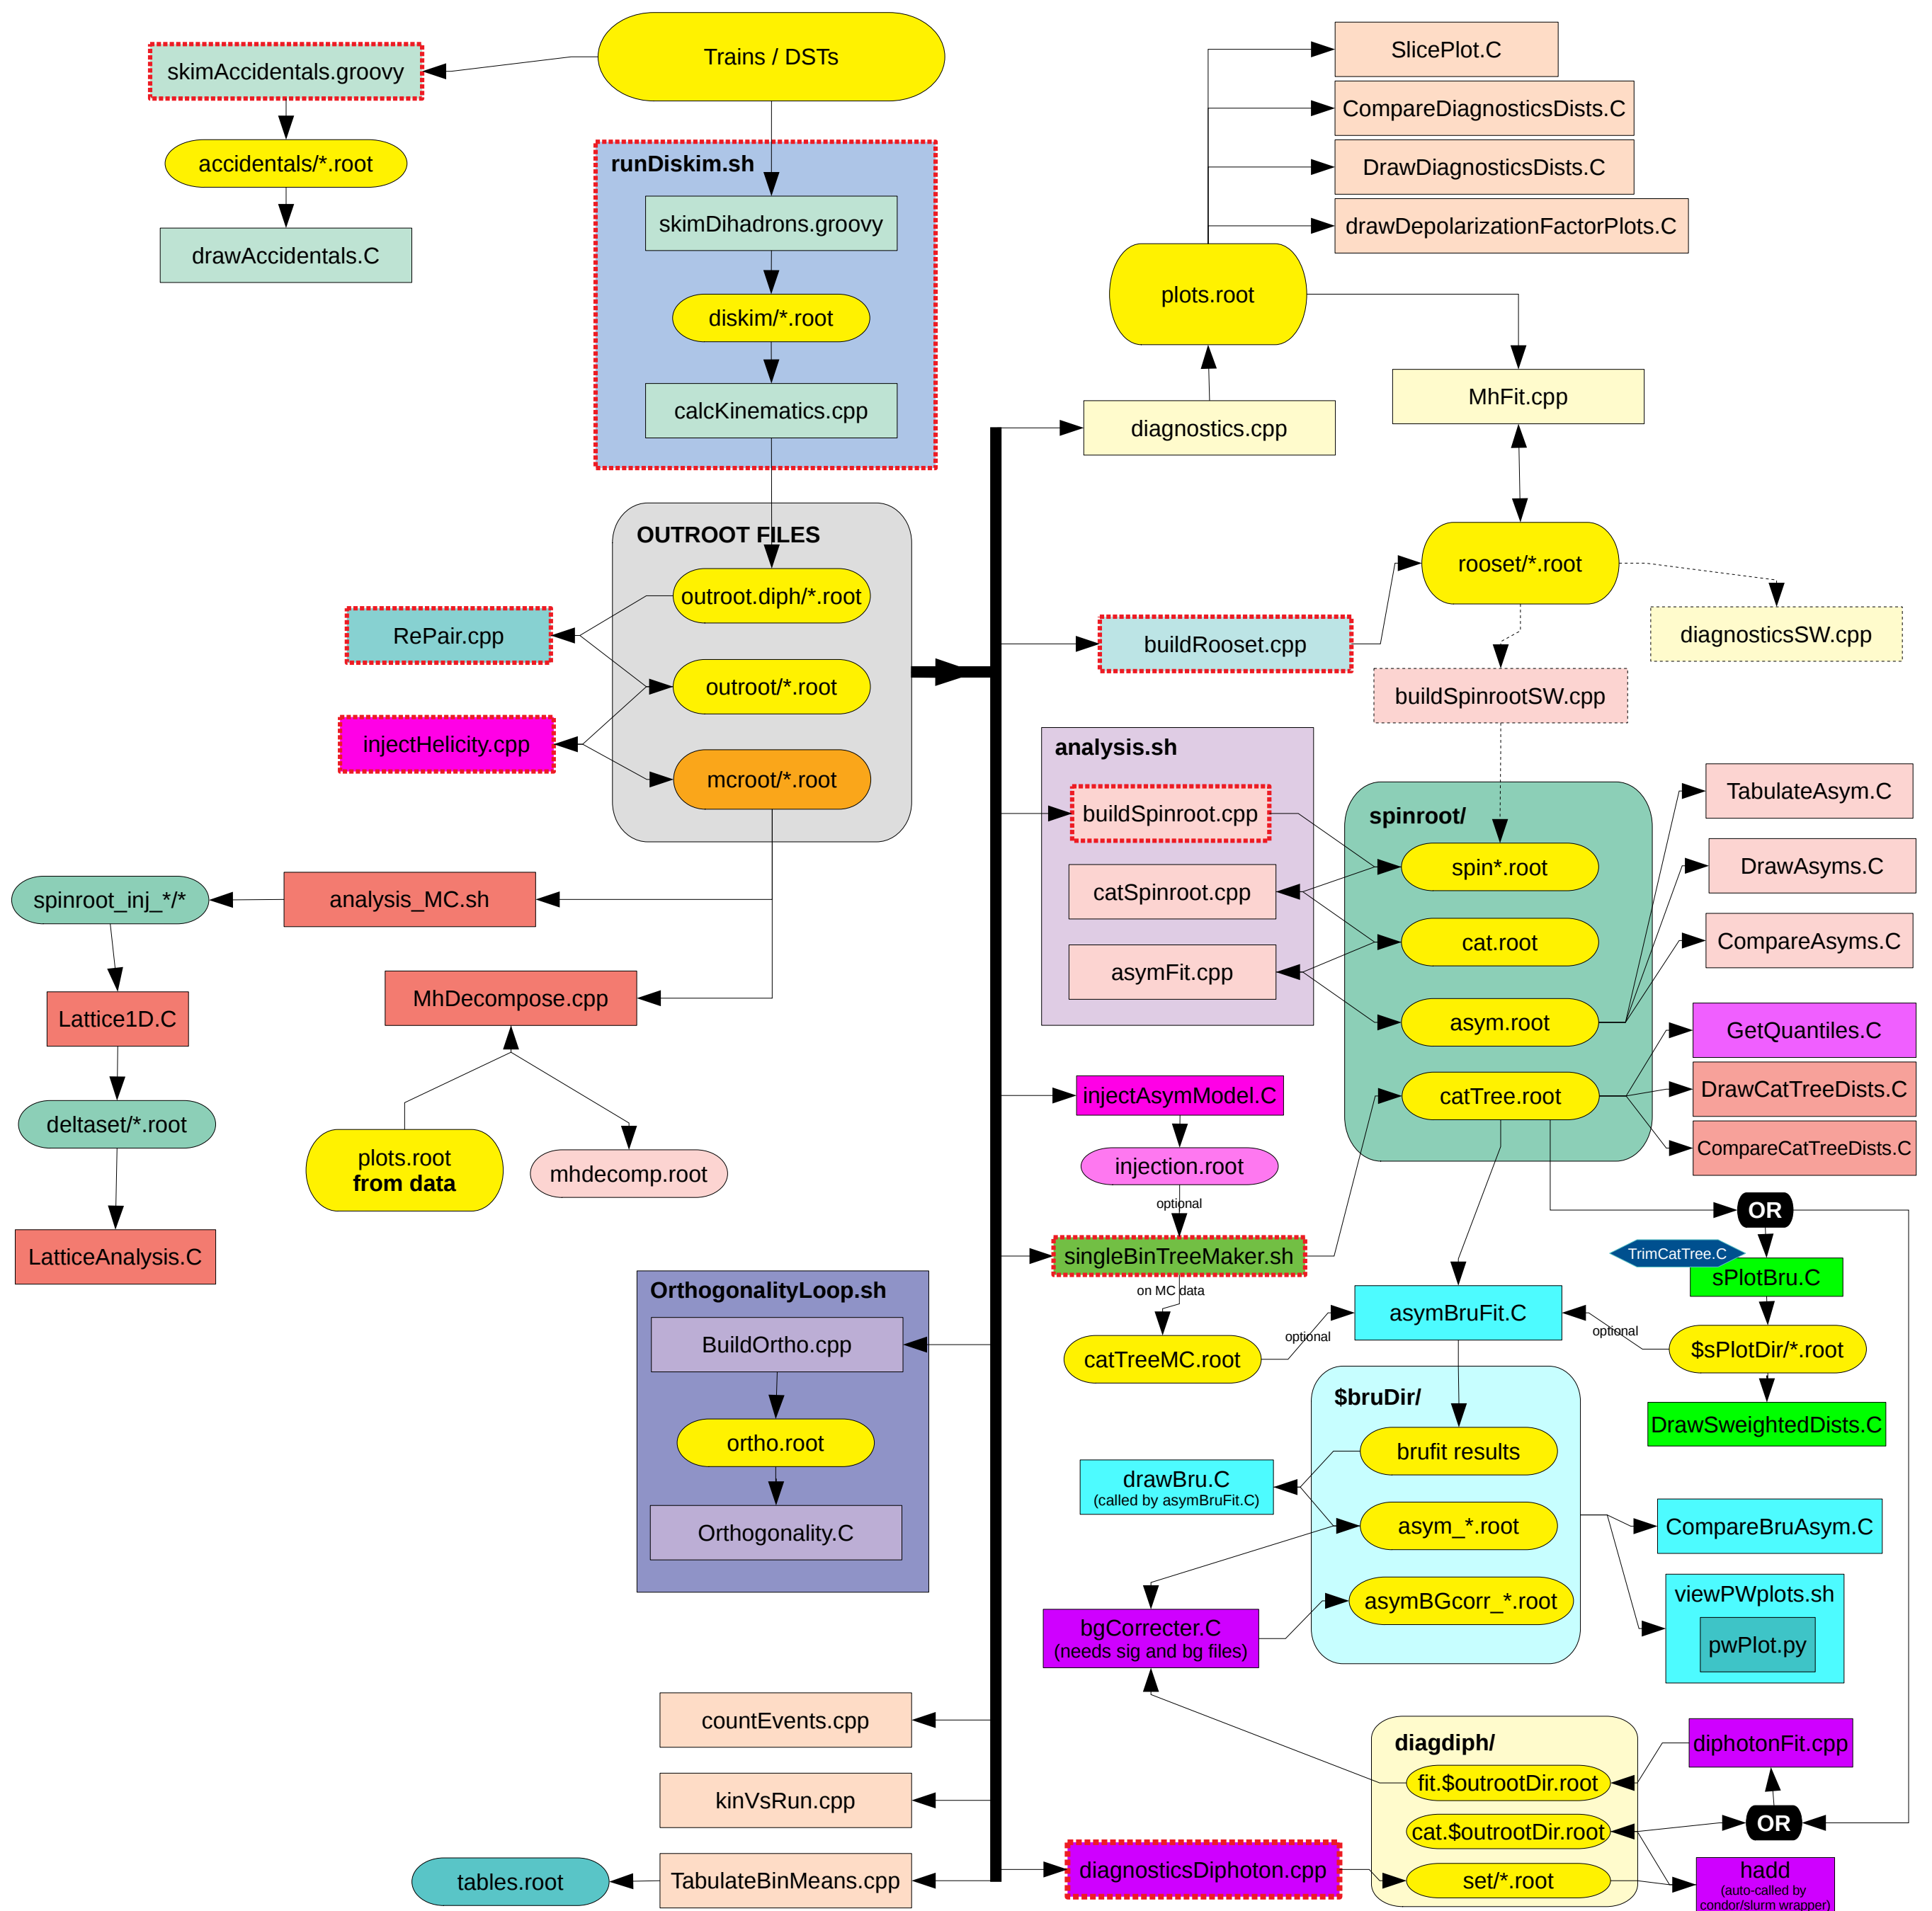 Trains / DSTs
skimAccidentals.groovy
accidentals/*.root
drawAccidentals.C
runDiskim.sh
skimDihadrons.groovy
diskim/*.root
calcKinematics.cpp
OUTROOT FILES
outroot.diph/*.root
RePair.cpp
outroot/*.root
injectHelicity.cpp
mcroot/*.root
spinroot_inj_*/*
analysis_MC.sh
Lattice1D.C
MhDecompose.cpp
deltaset/*.root
plots.root
from data
mhdecomp.root
LatticeAnalysis.C
OrthogonalityLoop.sh
BuildOrtho.cpp
ortho.root
Orthogonality.C
countEvents.cpp
kinVsRun.cpp
TabulateBinMeans.cpp
tables.root
SlicePlot.C
CompareDiagnosticsDists.C
DrawDiagnosticsDists.C
drawDepolarizationFactorPlots.C
plots.root
MhFit.cpp
diagnostics.cpp
rooset/*.root
buildRooset.cpp
diagnosticsSW.cpp
buildSpinrootSW.cpp
analysis.sh
buildSpinroot.cpp
catSpinroot.cpp
asymFit.cpp
spinroot/
spin*.root
cat.root
asym.root
catTree.root
TabulateAsym.C
DrawAsyms.C
CompareAsyms.C
GetQuantiles.C
DrawCatTreeDists.C
CompareCatTreeDists.C
injectAsymModel.C
injection.root
optional
singleBinTreeMaker.sh
on MC data
catTreeMC.root
optional
asymBruFit.C
OR
TrimCatTree.C
sPlotBru.C
optional
$sPlotDir/*.root
DrawSweightedDists.C
$bruDir/
brufit results
drawBru.C
(called by asymBruFit.C)
asym_*.root
asymBGcorr_*.root
CompareBruAsym.C
viewPWplots.sh
pwPlot.py
bgCorrecter.C
(needs sig and bg files)
diagdiph/
fit.$outrootDir.root
cat.$outrootDir.root
set/*.root
diphotonFit.cpp
OR
diagnosticsDiphoton.cpp
hadd
(auto-called by
condor/slurm wrapper)